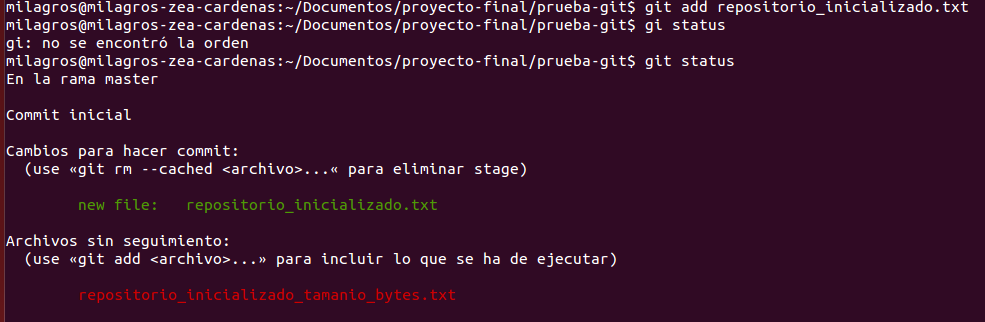 milagros@milagros-zea-cardenas:~/Documentos/proyecto-final/prueba-git$ git add repositorio_inicializado.txt
milagros@milagros-zea-cardenas:~/Documentos/proyecto-final/prueba-git$ gi status
gi: no se encontró la orden
milagros@milagros-zea-cardenas:~/Documentos/proyecto-final/prueba-git$ git status
En la rama master
Commit inicial
Cambios para hacer commit:
(use «git rm --cached <archivo>...« para eliminar stage)
new file: repositorio_inicializado.txt
Archivos sin seguimiento:
(use «git add <archivo>...» para incluir lo que se ha de ejecutar)
repositorio_inicializado_tamanio_bytes.txt